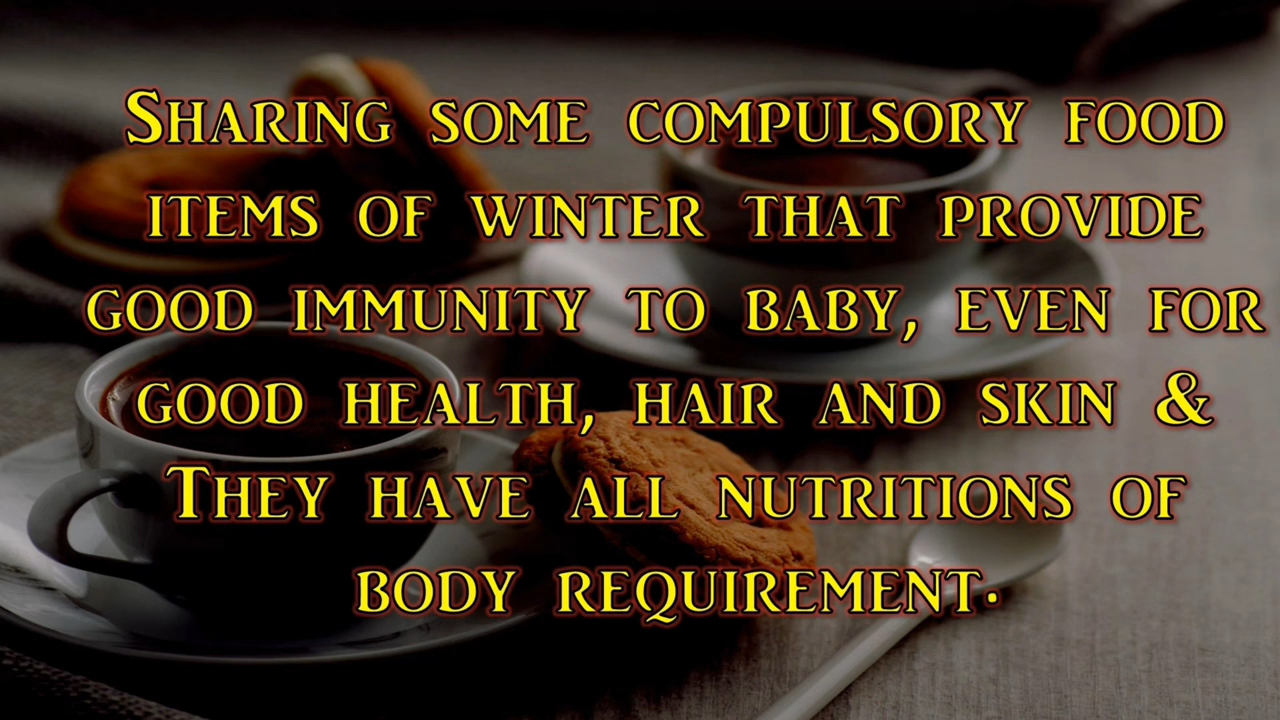 Sharing some compulsory food
items of winter that provide
good immunity to baby, even for
good health, hair and skin &
They have all nutritions of
body requirement.